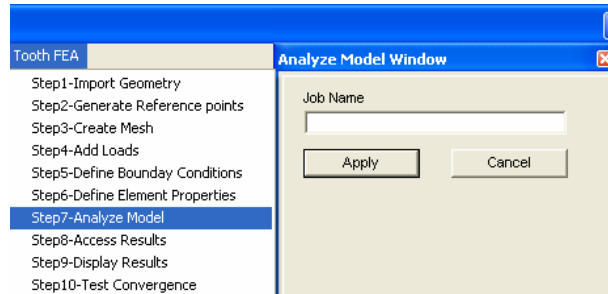 Tooth FEA
Step1-Import Geometry
Step2-Generate Reference points
Step3-Create Mesh
Step4-Add Loads
Step5-Define Bounday Conditions
Step6-Define Element Properties
Step7-Analyze Model
Step8-Access Results
Step9-Display Results
Step10-Test Convergence
Analyze Model Window
Job Name
Apply Cancel